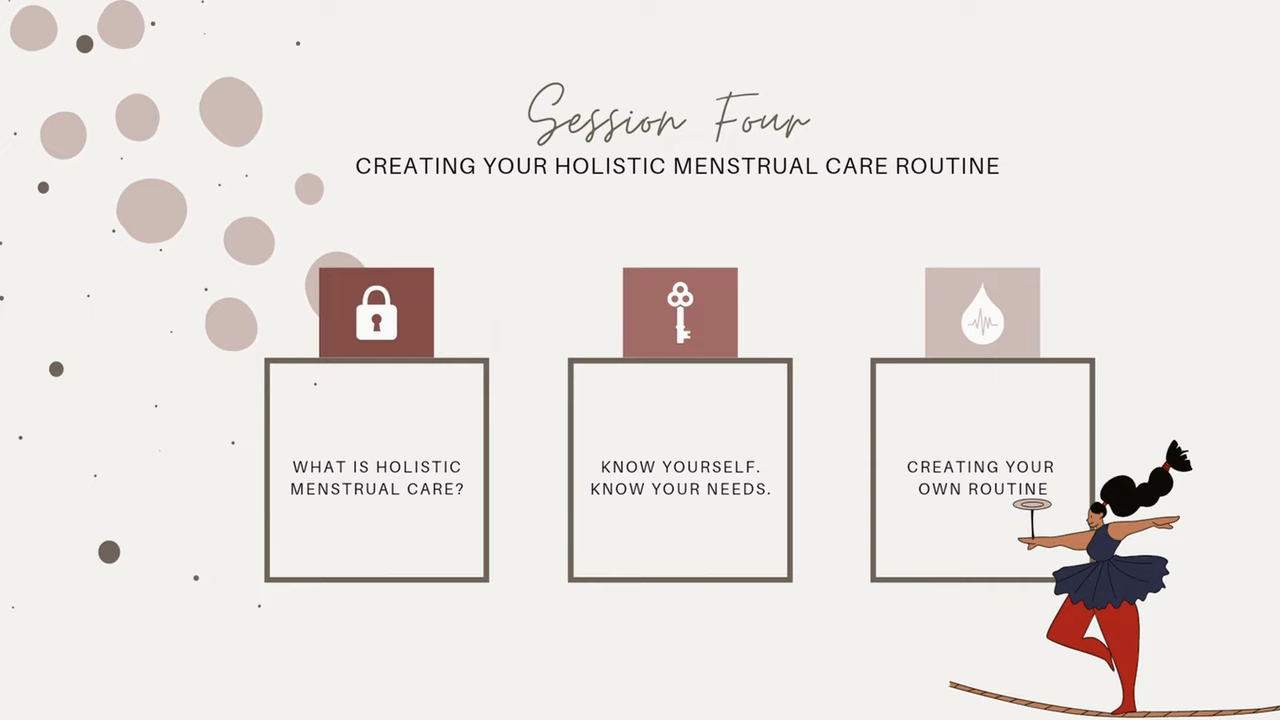 Session Four
CREATING YOUR HOLISTIC MENSTRUAL CARE ROUTINE
WHAT IS HOLISTIC
MENSTRUAL CARE?
KNOW YOURSELF.
KNOW YOUR NEEDS.
CREATING YOUR
OWN ROUTINE